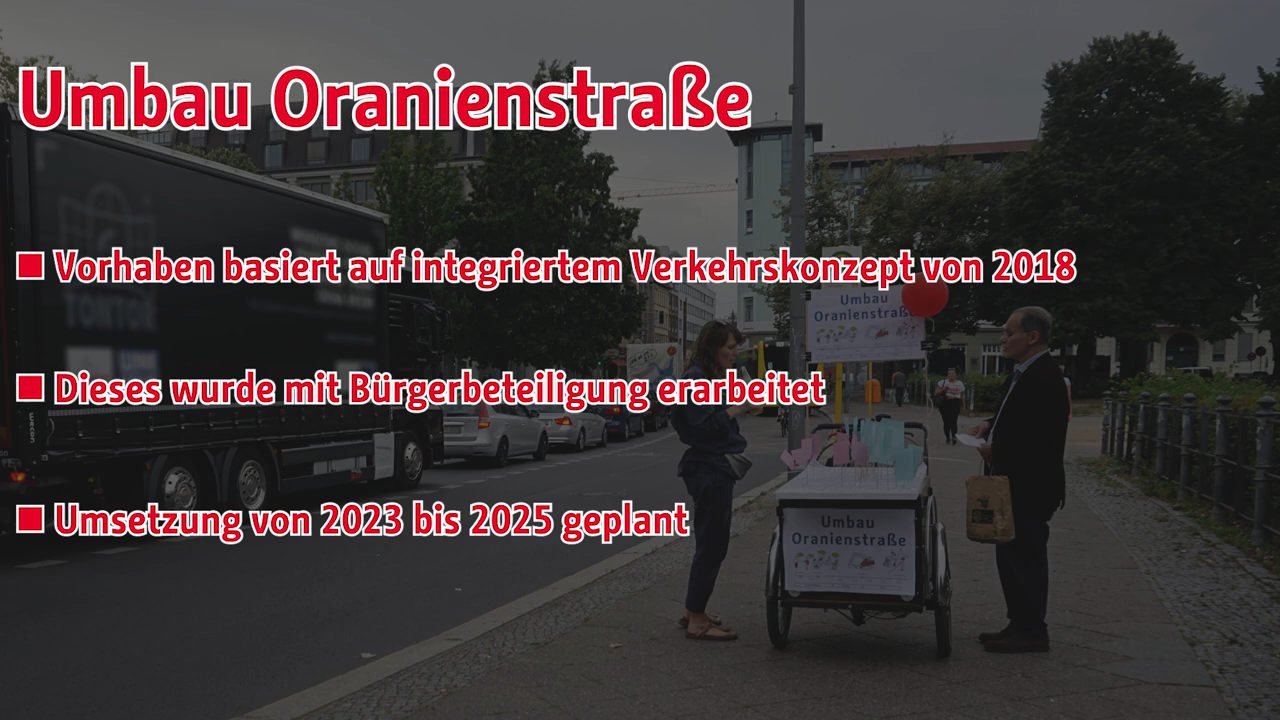 Umbau Oranienstraße
■ Vorhaben basiert auf integriertem Verkehrskonzept von 2018
Umbau
Oranienstraße
■ Dieses wurde mit Bürgerbeteiligung erarbeitet
■ Umsetzung von 2023 bis 2025 geplant
Umbau
Oranienstraße